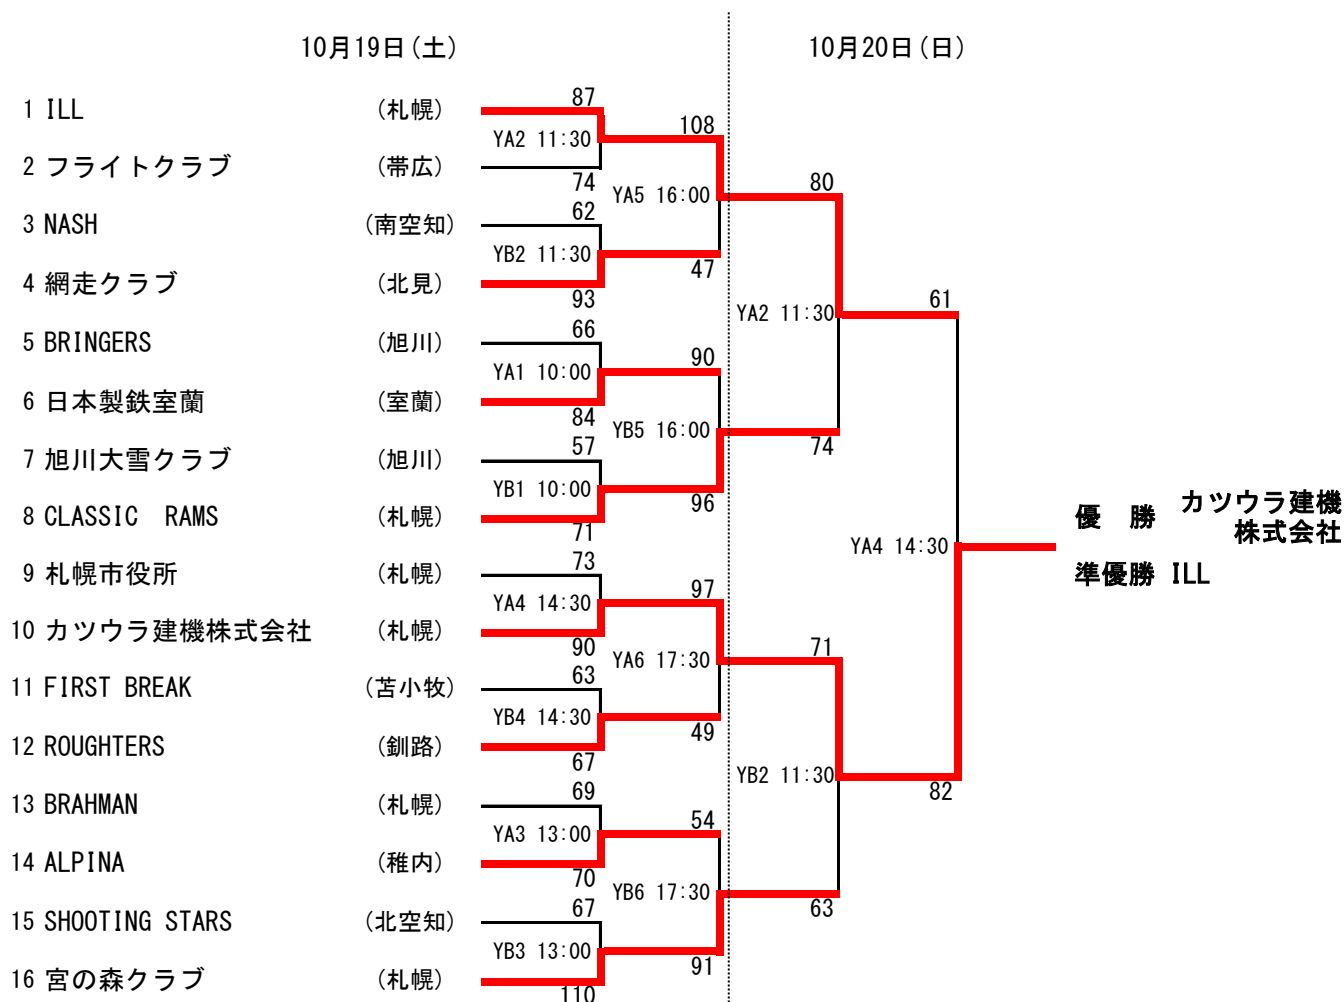 10月19日(土) 10月20日(日)
87
1 ILL (札幌) 108
YA2 11:30
2 フライトクラブ (帯広) 80
74 YA5 16:00
62
3 NASH (南空知)
YB2 11:30
47
4 網走クラブ (北見)
93 61
YA2 11:30
66
5 BRINGERS (旭川) 90
YA1 10:00
6 日本製鉄室蘭 (室蘭)
84 YB5 16:00
57 74
7 旭川大雪クラブ (旭川)
YB1 10:00
96
8 CLASSIC RAMS (札幌)
71
優 勝 カツウラ建機
株式会社
YA4 14:30
73
9 札幌市役所 (札幌) 準優勝 ILL
97
YA4 14:30
10 カツウラ建機株式会社 (札幌)
90 71
YA6 17:30
63
11 FIRST BREAK (苫小牧)
YB4 14:30
49
12 ROUGHTERS (釧路)
67
YB2 11:30
69 82
13 BRAHMAN (札幌) 54
YA3 13:00
14 ALPINA (稚内)
70
YB6 17:30
67 63
15 SHOOTING STARS (北空知)
YB3 13:00
91
16 宮の森クラブ (札幌)
110